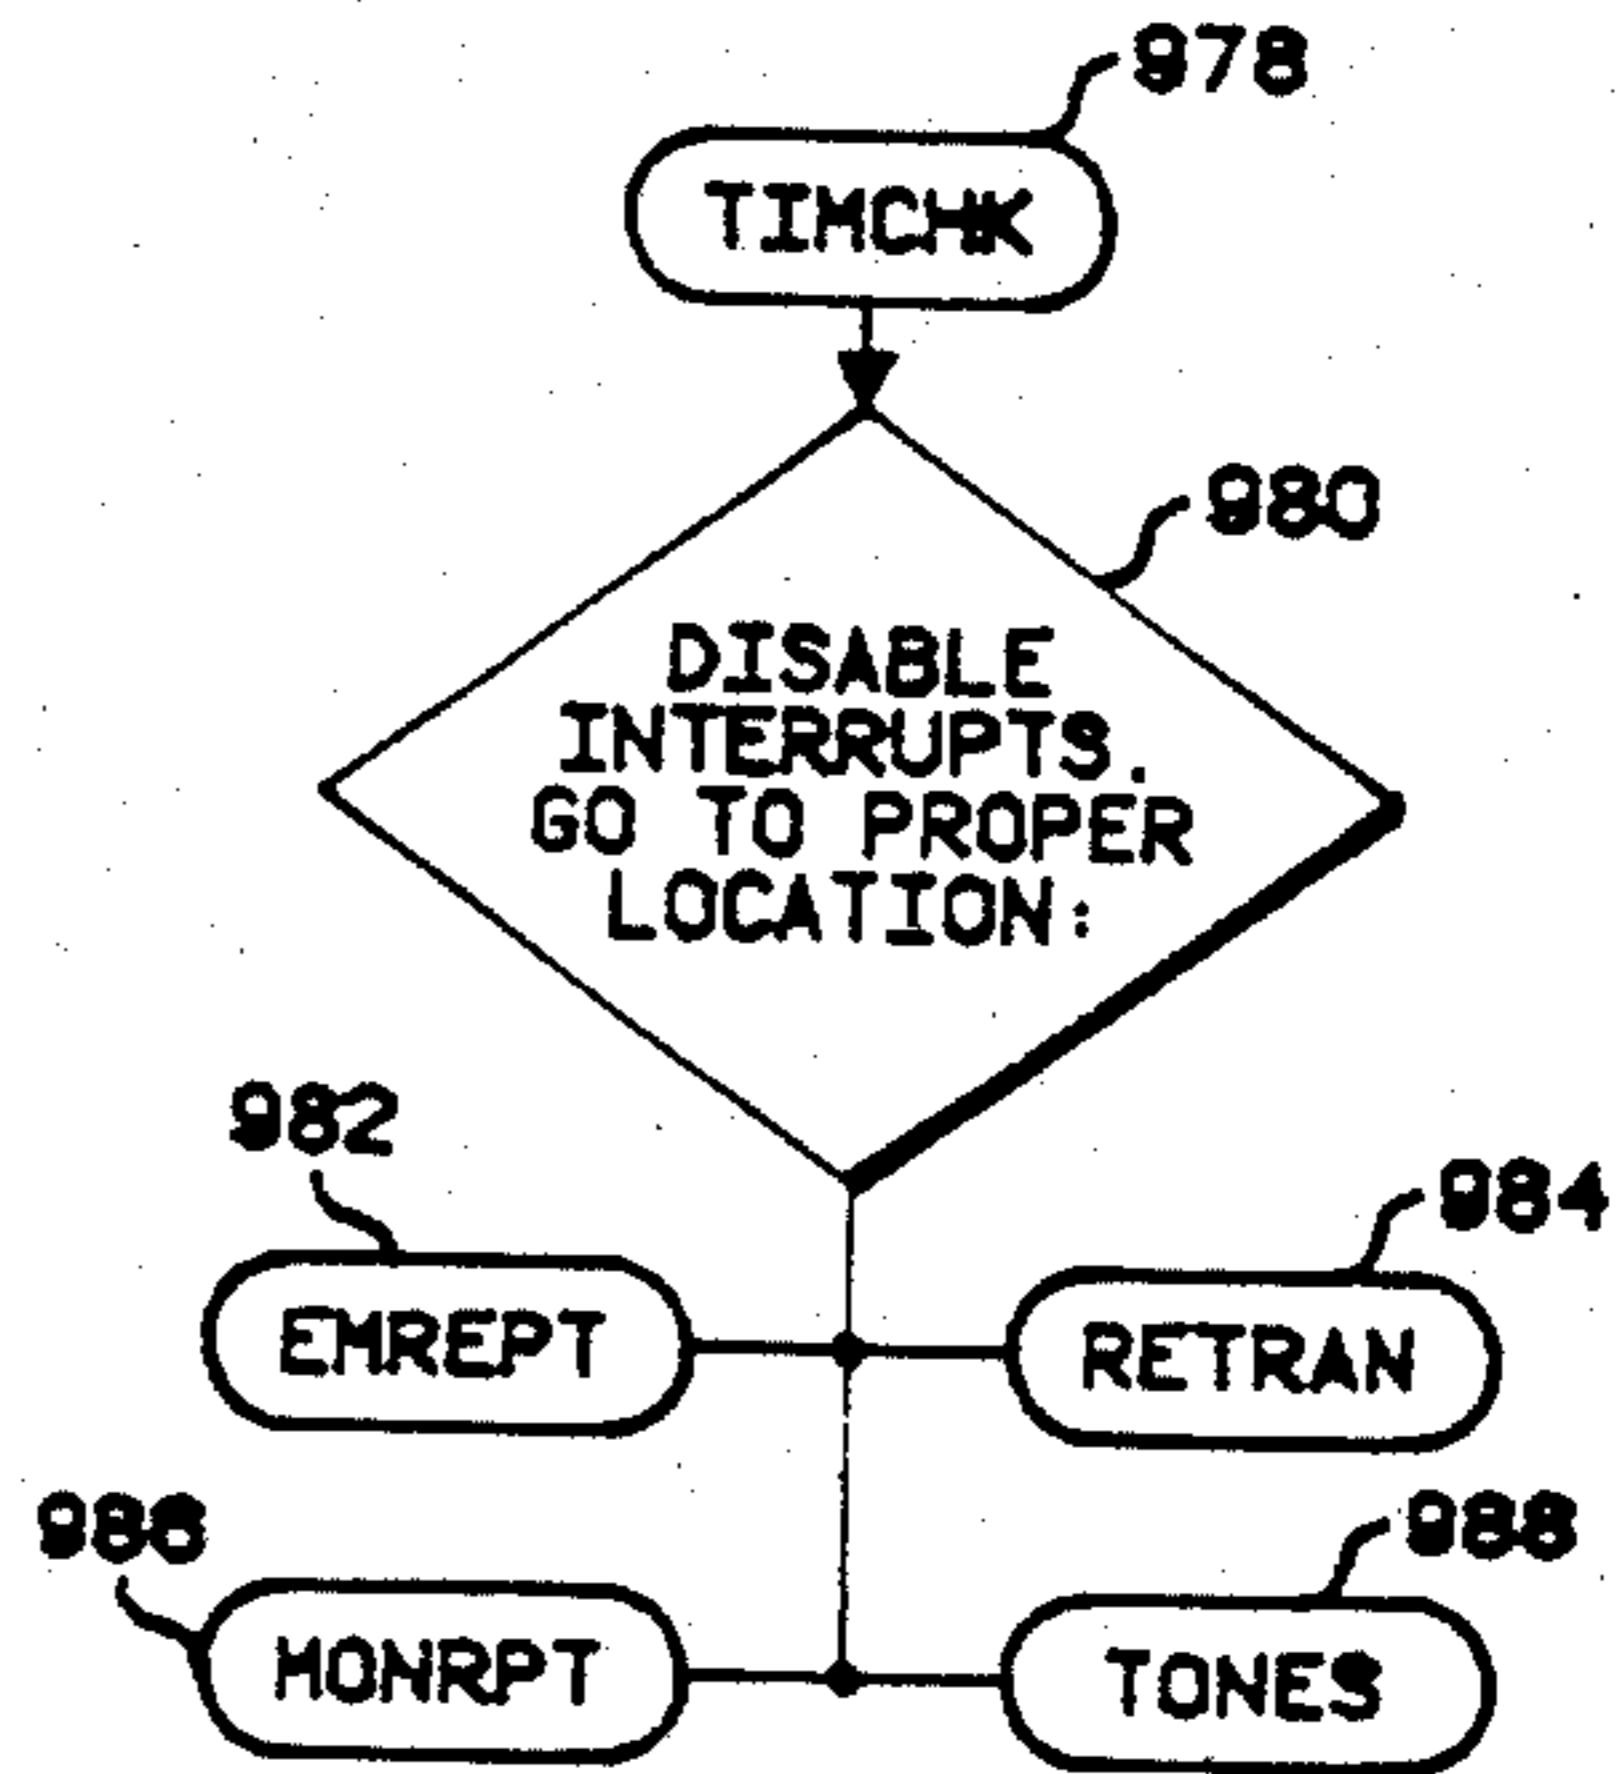 978
TIMCHK
980
DISABLE
INTERRUPTS.
GO TO PROPER
LOCATION:
982
984
EMREPT
RETRAN
986
988
MONRPT
TONES